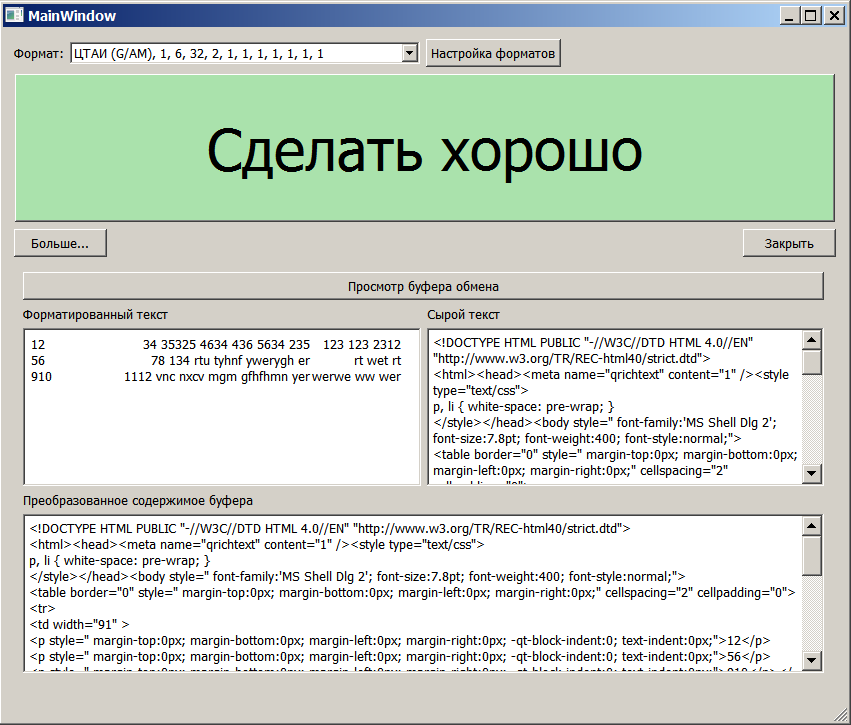 MainWindow
Формат: ЦТАИ (G/AM), 1, 6, 32, 2, 1, 1, 1, 1, 1, 1, 1 Настройка форматов
Сделать хорошо
Больше... Закрыть
Просмотр буфера обмена
Форматированный текст
12 34 35325 4634 436 5634 235 123 123 2312
56 78 134 rtu tyhnf ywerygh er rt wet rt
910 1112 vnc nxcv mgm gfhfhmn yer werwe ww wer
Сырой текст
<!DOCTYPE HTML PUBLIC "-//W3C//DTD HTML 4.0//EN"
"http://www.w3.org/TR/REC-html40/strict.dtd">
<html><head><meta name="qrichtext" content="1" /><style
type="text/css">
p, li { white-space: pre-wrap; }
</style></head><body style=" font-family:'MS Shell Dlg 2';
font-size:7.8pt; font-weight:400; font-style:normal;">
<table border="0" style=" margin-top:0px; margin-bottom:0px;
margin-left:0px; margin-right:0px;" cellspacing="2"
Преобразованное содержимое буфера
<!DOCTYPE HTML PUBLIC "-//W3C//DTD HTML 4.0//EN" "http://www.w3.org/TR/REC-html40/strict.dtd">
<html><head><meta name="qrichtext" content="1" /><style type="text/css">
p, li { white-space: pre-wrap; }
</style></head><body style=" font-family:'MS Shell Dlg 2'; font-size:7.8pt; font-weight:400; font-style:normal;">
<table border="0" style=" margin-top:0px; margin-bottom:0px; margin-left:0px; margin-right:0px;" cellspacing="2" cellpadding="0">
<tr>
<td width="91" >
<p style=" margin-top:0px; margin-bottom:0px; margin-left:0px; margin-right:0px; -qt-block-indent:0; text-indent:0px;">12</p>
<p style=" margin-top:0px; margin-bottom:0px; margin-left:0px; margin-right:0px; -qt-block-indent:0; text-indent:0px;">56</p>